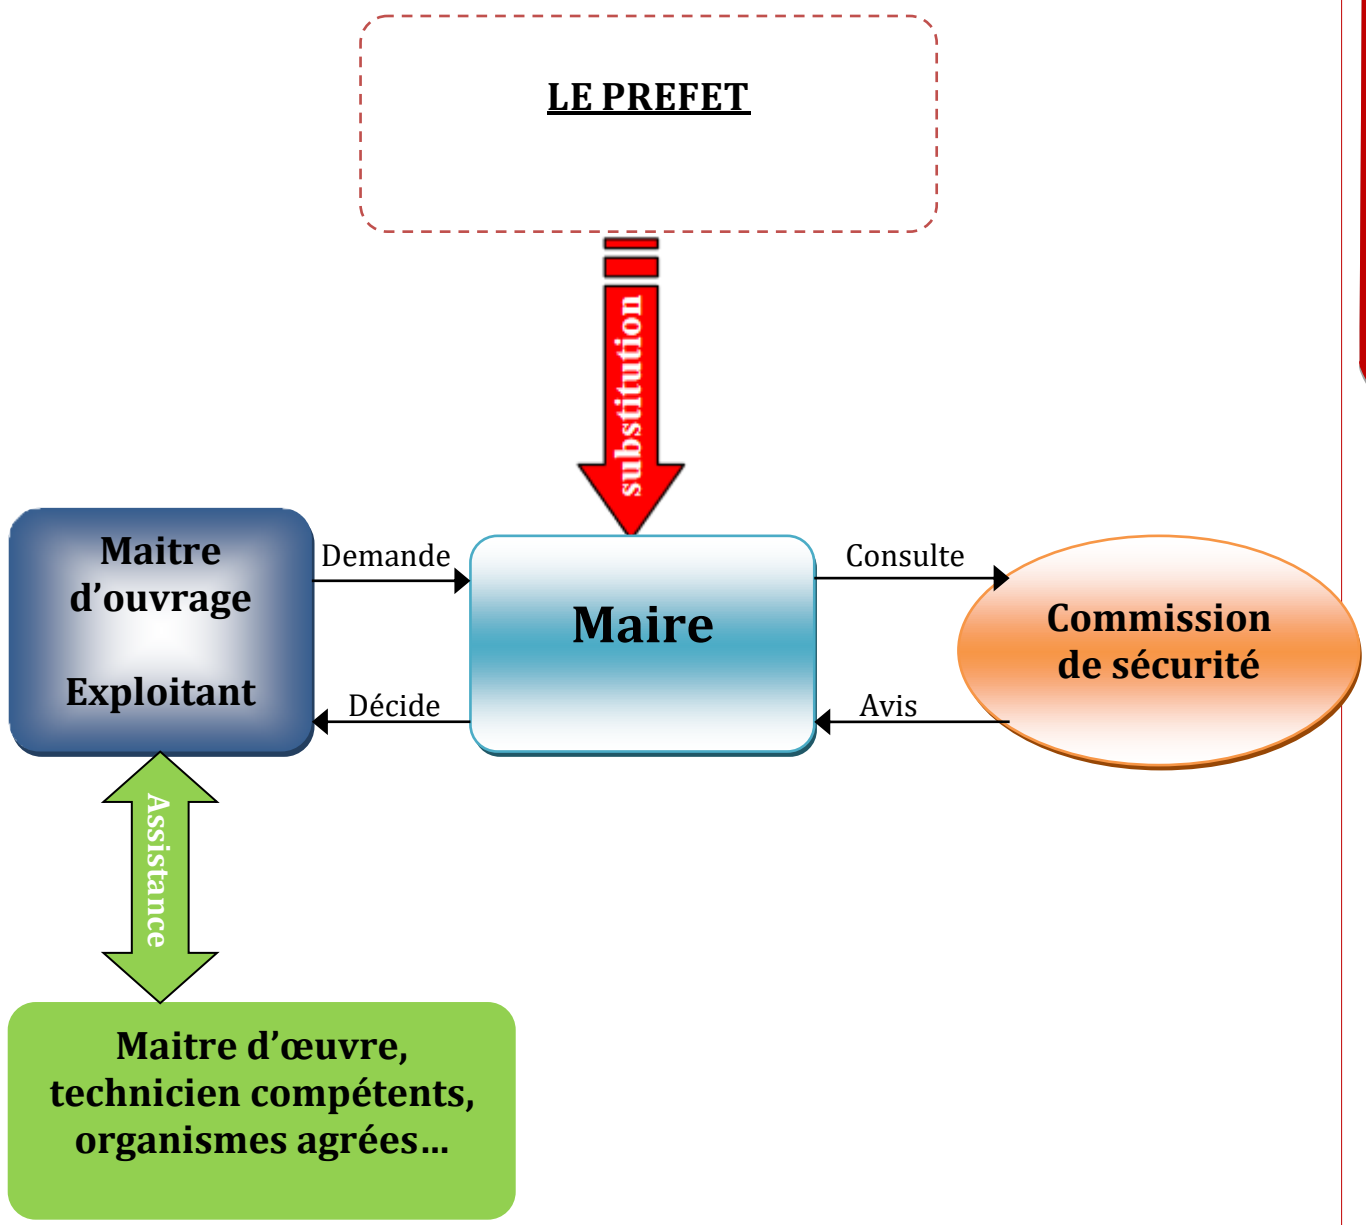 LE PREFET
substitution
Maitre
d’ouvrage
Exploitant
Demande
Décide
Maire
Consulte
Avis
Commission
de sécurité
Assistance
Maitre d’œuvre,
technicien compétents,
organismes agrées…